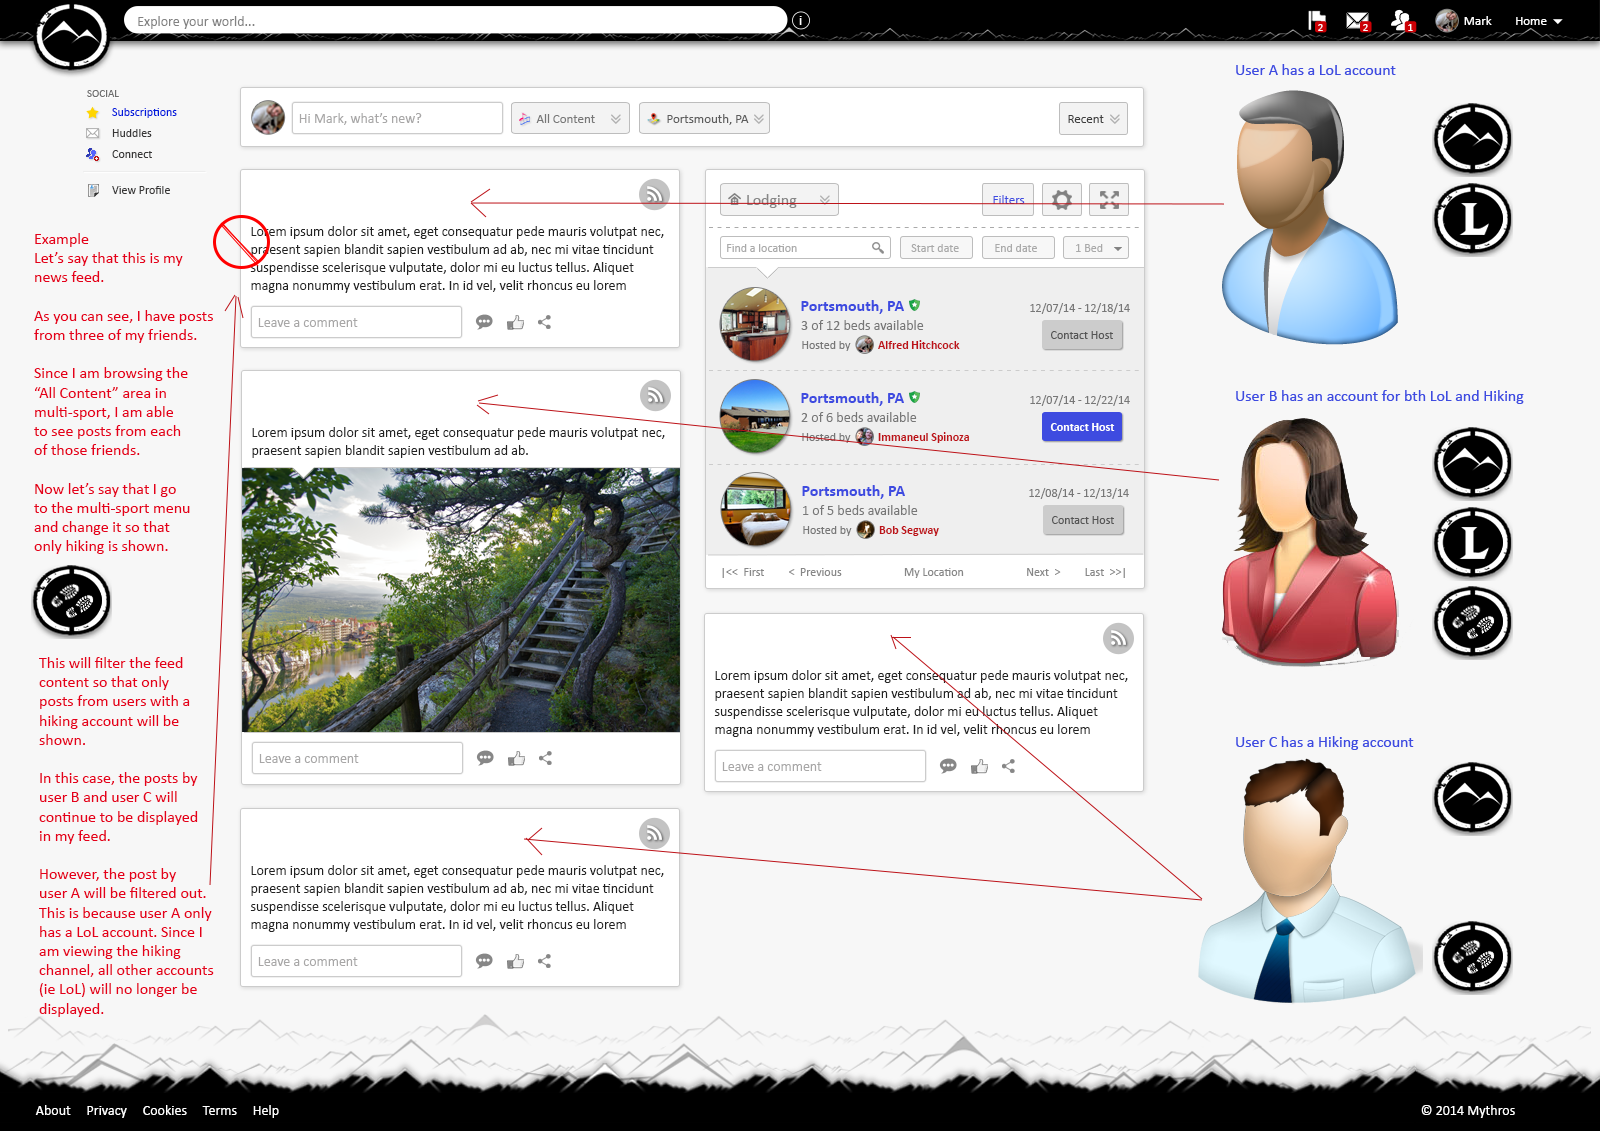 Explore your world...
i
2
2
1
Mark
Home
SOCIAL
Subscriptions
Huddles
Connect
View Profile
Example
Let's say that this is my
news feed.
As you can see, I have posts
from three of my friends.
Since I am browsing the
“All Content” area in
multi-sport, I am able
to see posts from each
of those friends.
Now let's say that I go
to the multi-sport menu
and change it so that
only hiking is shown.
This will filter the feed
content so that only
posts from users with a
hiking account will be
shown.
In this case, the posts by
user B and user C will
continue to be displayed
in my feed.
However, the post by
user A will be filtered out.
This is because user A only
has a LoL account. Since I
am viewing the hiking
channel, all other accounts
(ie LoL) will no longer be
displayed.
Hi Mark, what's new?
All Content
Portsmouth, PA
Recent
Lorem ipsum dolor sit amet, eget consequatur pede mauris volutpat nec,
praesent sapien blandit sapien vestibulum ad ab, nec mi vitae tincidunt
suspendisse scelerisque vulputate, dolor mi eu luctus tellus. Aliquet
magna nonummy vestibulum erat. In id vel, velit rhoncus eu lorem
Leave a comment
Lorem ipsum dolor sit amet, eget consequatur pede mauris volutpat nec,
praesent sapien blandit sapien vestibulum ad ab.
Leave a comment
Lorem ipsum dolor sit amet, eget consequatur pede mauris volutpat nec,
praesent sapien blandit sapien vestibulum ad ab, nec mi vitae tincidunt
suspendisse scelerisque vulputate, dolor mi eu luctus tellus. Aliquet
magna nonummy vestibulum erat. In id vel, velit rhoncus eu lorem
Leave a comment
Lodging
Filters
Find a location
Start date
End date
1 Bed
Portsmouth, PA
12/07/14 - 12/18/14
3 of 12 beds available
Contact Host
Hosted by Alfred Hitchcock
Portsmouth, PA
12/07/14 - 12/22/14
2 of 6 beds available
Contact Host
Hosted by Immaneul Spinoza
Portsmouth, PA
12/08/14 - 12/13/14
1 of 5 beds available
Contact Host
Hosted by Bob Segway
|<< First < Previous My Location Next > Last >>|
Lorem ipsum dolor sit amet, eget consequatur pede mauris volutpat nec,
praesent sapien blandit sapien vestibulum ad ab, nec mi vitae tincidunt
suspendisse scelerisque vulputate, dolor mi eu luctus tellus. Aliquet
magna nonummy vestibulum erat. In id vel, velit rhoncus eu lorem
Leave a comment
User A has a LoL account
L
User B has an account for bth LoL and Hiking
L
User C has a Hiking account
About Privacy Cookies Terms Help
© 2014 Mythros